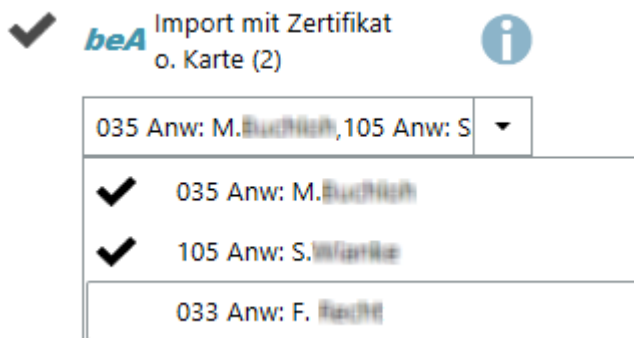 beA Import mit Zertifikat
o. Karte (2)
035 Anw: M. ,105 Anw: S
035 Anw: M.
105 Anw: S.
033 Anw: F.